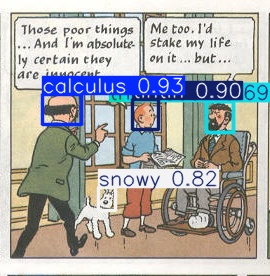 Those poor things
...And I'm absolute-
ly certain they
are innocent
Me too. I'd
stake my life
on it...but...
calculus 0.93
0.90
69
snowy 0.82